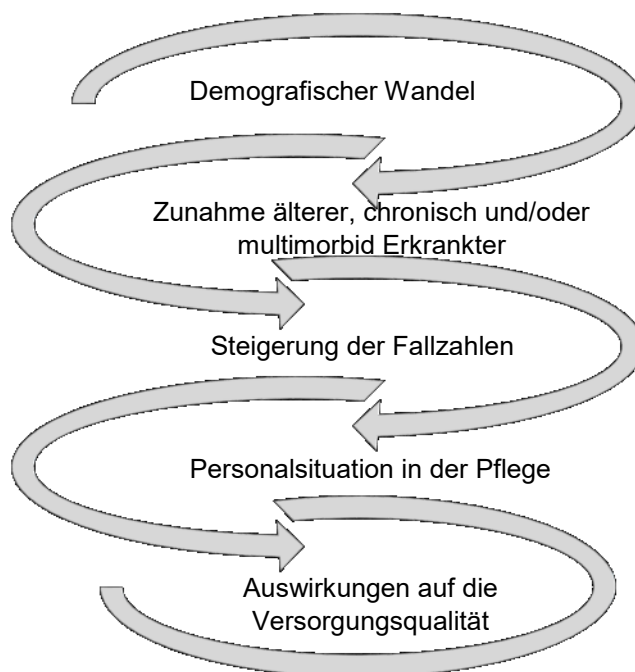 Demografischer Wandel
Zunahme älterer, chronisch und/oder
multimorbid Erkrankter
Steigerung der Fallzahlen
Personalsituation in der Pflege
Auswirkungen auf die
Versorgungsqualität